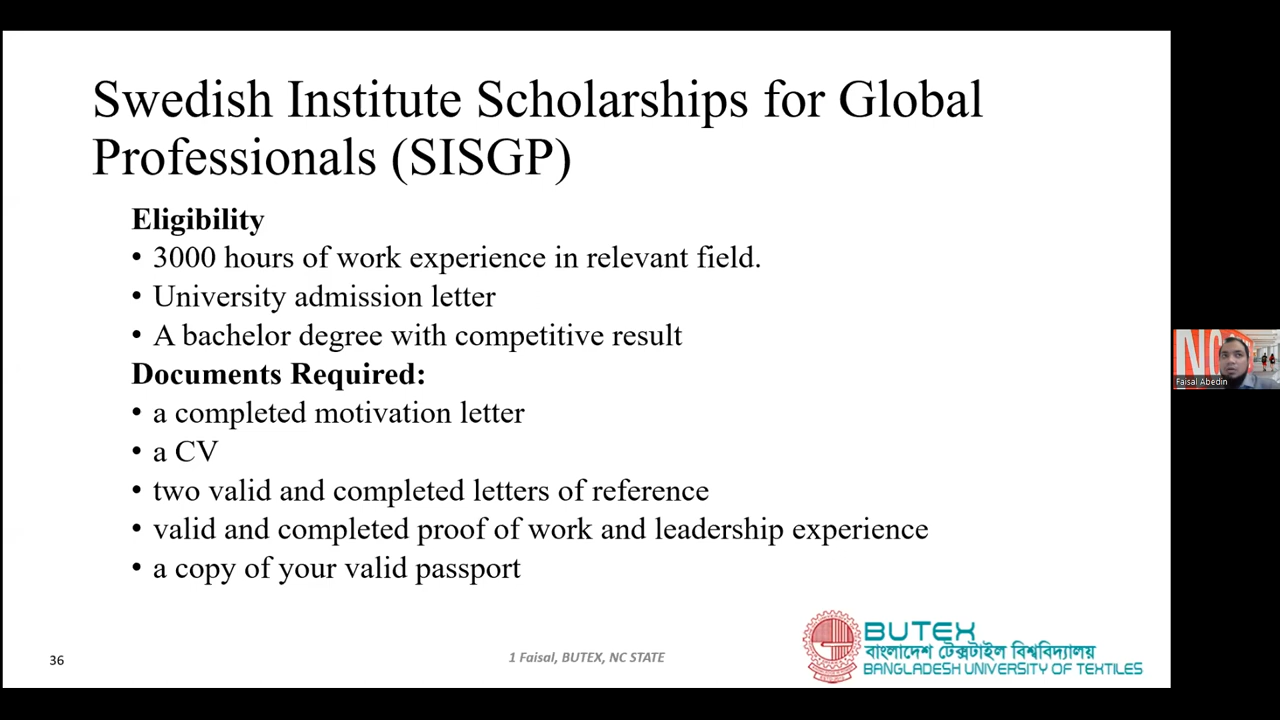 Swedish Institute Scholarships for Global
Professionals (SISGP)
Eligibility
• 3000 hours of work experience in relevant field.
• University admission letter
• A bachelor degree with competitive result
Documents Required:
• a completed motivation letter
• a CV
• two valid and completed letters of reference
• valid and completed proof of work and leadership experience
• a copy of your valid passport
NC
Faisal Abedin
36
1 Faisal, BUTEX, NC STATE
BUTEX
বাংলাদেশ টেক্সটাইল বিশ্ববিদ্যালয়
BANGLADESH UNIVERSITY OF TEXTILES